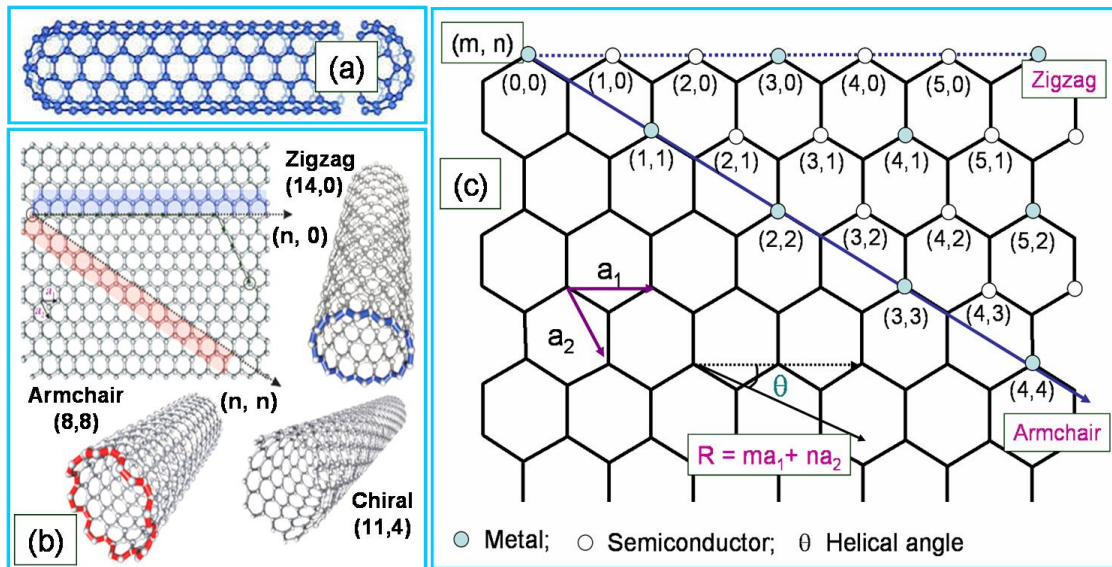 (a)
Zigzag
(14,0)
(n, 0)
a₁
Armchair
(8,8)
(n, n)
Chiral
(11,4)
(b)
(m, n)
(0,0)
(1,0)
(2,0)
(3,0)
(4,0)
(5,0)
Zigzag
(1,1)
(2,1)
(3,1)
(4,1)
(5,1)
(c)
(2,2)
(3,2)
(4,2)
(5,2)
a₁
(3,3)
(4,3)
a₂
θ
(4,4)
R = ma₁+ na₂
Armchair
Metal; Semiconductor; θ Helical angle